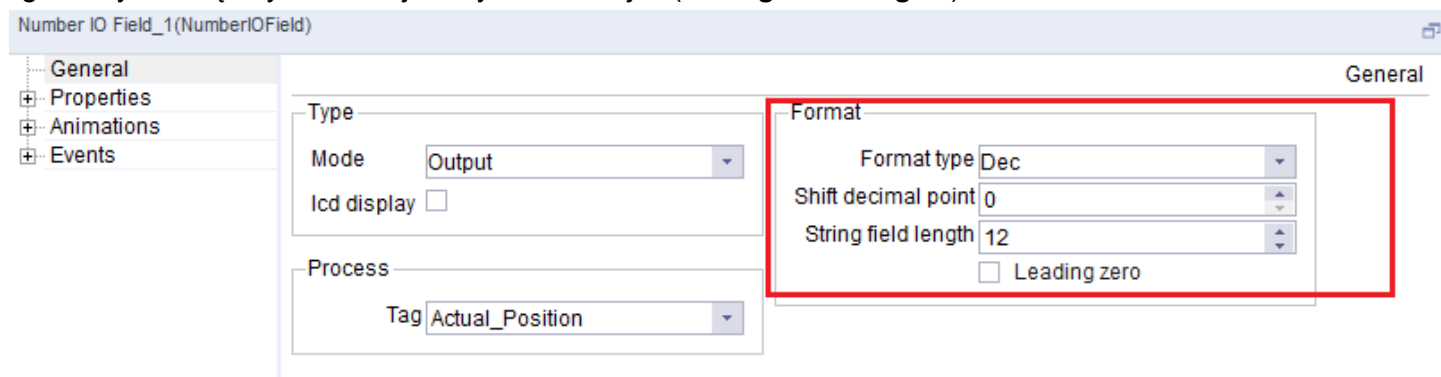 Number IO Field_1(NumberIOField)
General
General
Properties
Animations
Events
Type
Mode Output
lcd display
Process
Tag Actual_Position
Format
Format type Dec
Shift decimal point 0
String field length 12
Leading zero